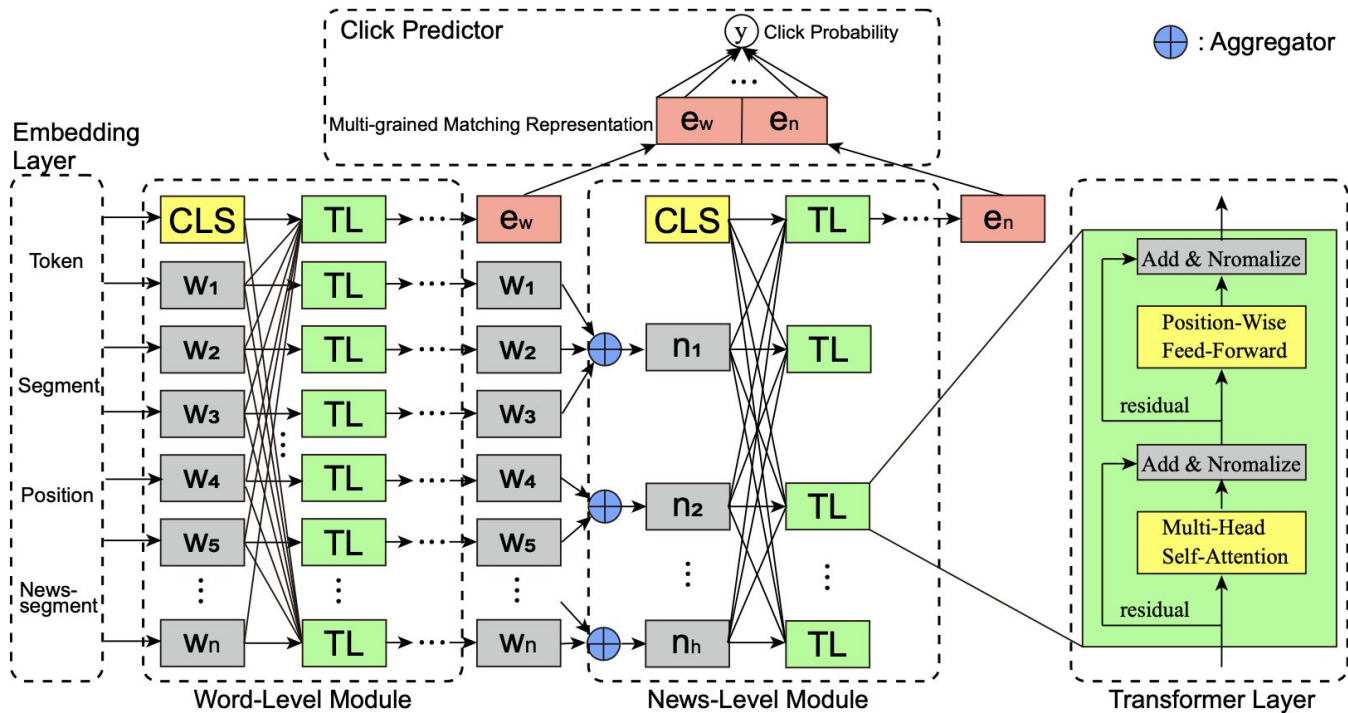 Click Predictor
y
Click Probability
⊕ : Aggregator
...
Multi-grained Matching Representation
ew en
Embedding
Layer
Token
Segment
Position
News-
segment
CLS TL ... ew CLS TL ... en
w1 TL ... w1
w2 TL ... w2 n1 TL
w3 TL ... w3
w4 TL ... w4 n2 TL
w5 TL ... w5
wn TL ... wn nh TL
Word-Level Module
News-Level Module
Add & Nromalize
Position-Wise
Feed-Forward
residual
Add & Nromalize
Multi-Head
Self-Attention
residual
Transformer Layer